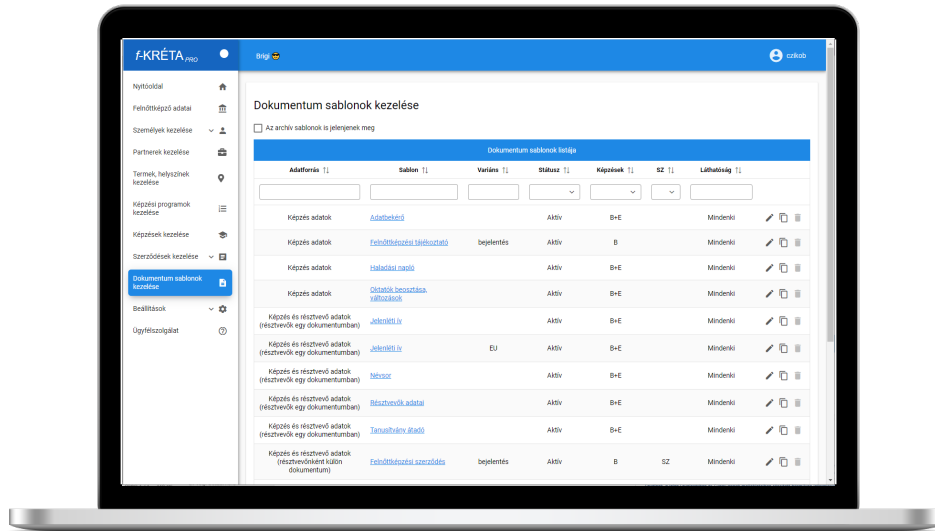 f-KRÉTA PRO
Brigi 😎
czikob
Nyitóoldal
Felnőttképző adatai
Személyek kezelése
Partnerek kezelése
Termek, helyszínek
kezelése
Képzési programok
kezelése
Képzések kezelése
Szerződések kezelése
Dokumentum sablonok
kezelése
Beállítások
Ügyfélszolgálat
Dokumentum sablonok kezelése
Az archív sablonok is jelenjenek meg
Dokumentum sablonok listája
Adatforrás Sablon Variáns Státusz Képzések SZ Láthatóság
Képzés adatok Adatbekérő Aktív B+E Mindenki
Képzés adatok Felnőttképzési tájékoztató bejelentés Aktív B Mindenki
Képzés adatok Haladási napló Aktív B+E Mindenki
Képzés adatok Oktatók beosztása,
változások Aktív B+E Mindenki
Képzés és résztvevő adatok
(résztvevők egy dokumentumban) Jelenléti ív Aktív B+E Mindenki
Képzés és résztvevő adatok
(résztvevők egy dokumentumban) Jelenléti ív EU Aktív B+E Mindenki
Képzés és résztvevő adatok
(résztvevők egy dokumentumban) Névsor Aktív B+E Mindenki
Képzés és résztvevő adatok
(résztvevők egy dokumentumban) Résztvevők adatai Aktív B+E Mindenki
Képzés és résztvevő adatok
(résztvevők egy dokumentumban) Tanusítvány átadó Aktív B+E Mindenki
Képzés és résztvevő adatok
(résztvevőnként külön
dokumentum) Felnőttképzési szerződés bejelentés Aktív B SZ Mindenki